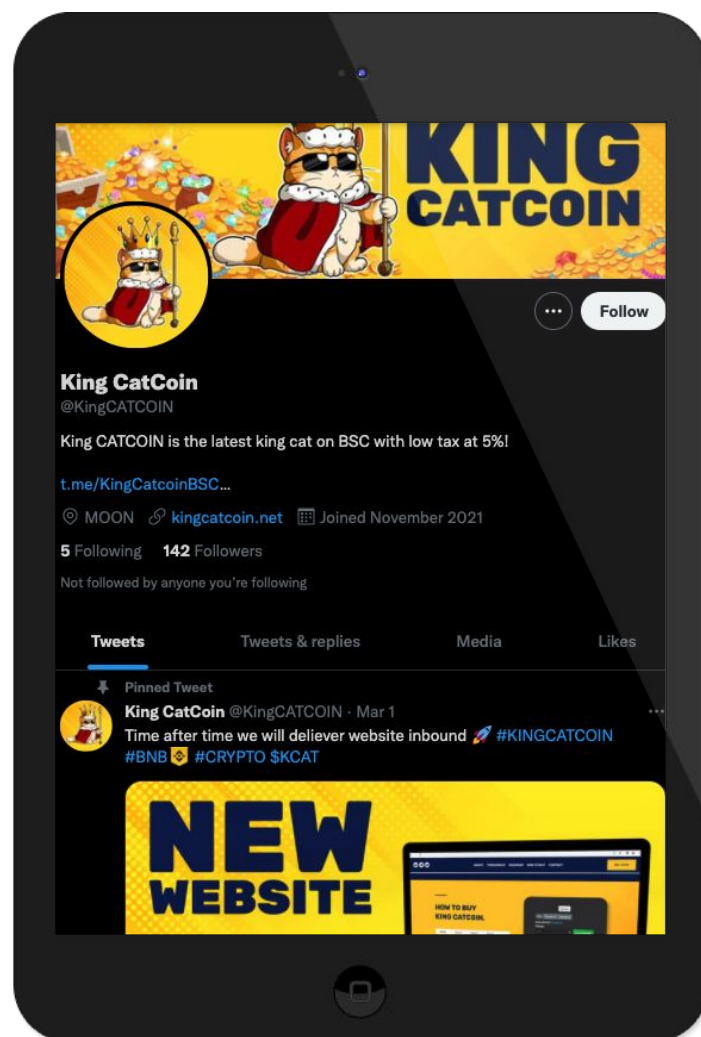 KING
CATCOIN
Follow
King CatCoin
@KingCATCOIN
King CATCOIN is the latest king cat on BSC with low tax at 5%!
t.me/KingCatcoinBSC...
MOON kingcatcoin.net Joined November 2021
5 Following 142 Followers
Not followed by anyone you're following
Tweets Tweets & replies Media Likes
Pinned Tweet
King CatCoin @KingCATCOIN · Mar 1
Time after time we will deliever website inbound 🚀 #KINGCATCOIN
#BNB #CRYPTO $KCAT
NEW
WEBSITE
HOW TO BUY
KING CATCOIN.